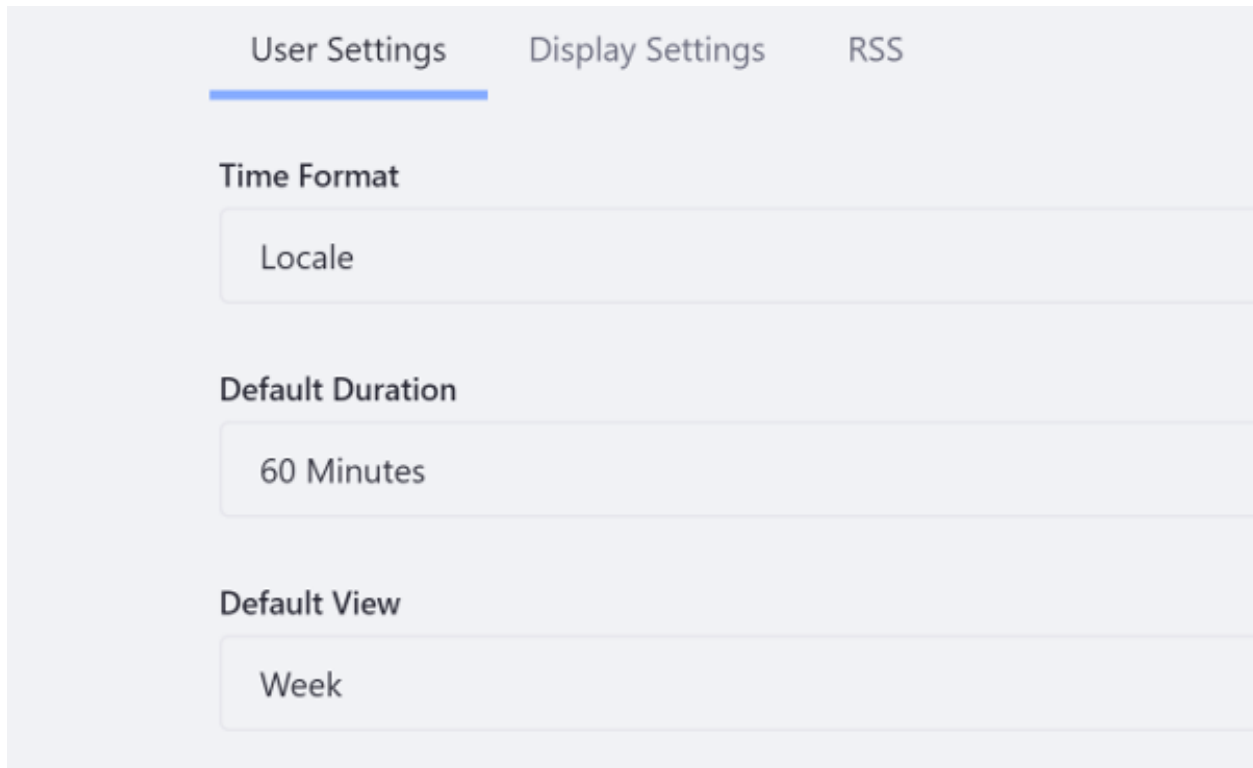 User Settings Display Settings RSS
Time Format
Locale
Default Duration
60 Minutes
Default View
Week